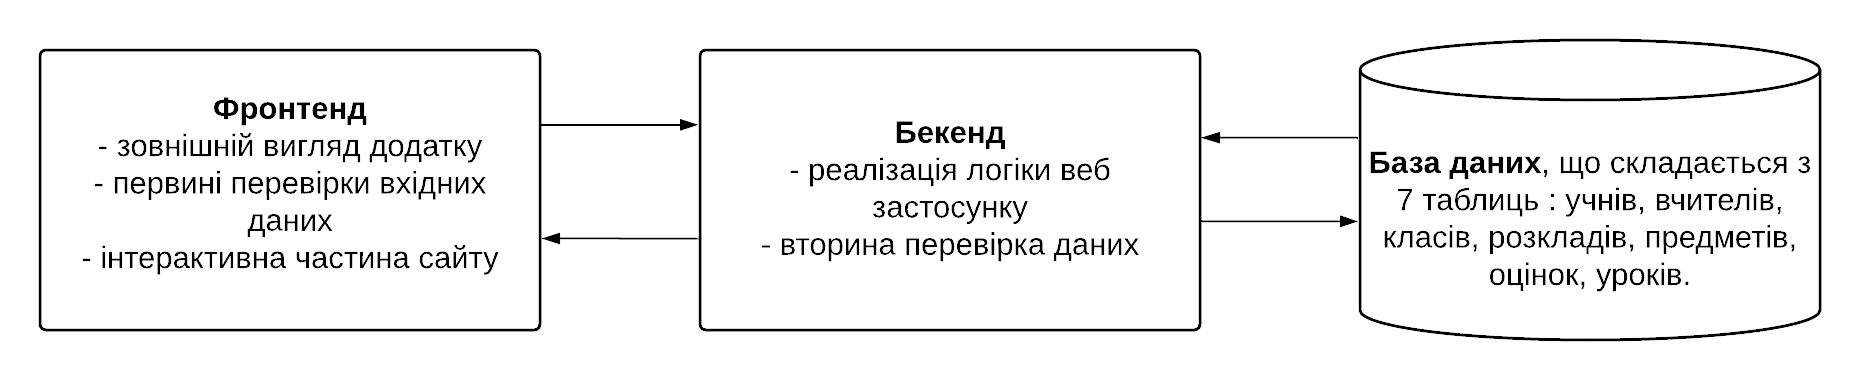 Фронтенд
- зовнішній вигляд додатку
- первині перевірки вхідних
даних
- інтерактивна частина сайту
Бекенд
- реалізація логіки веб
застосунку
- вторина перевірка даних
База даних, що складається з
7 таблиць : учнів, вчителів,
класів, розкладів, предметів,
оцінок, уроків.